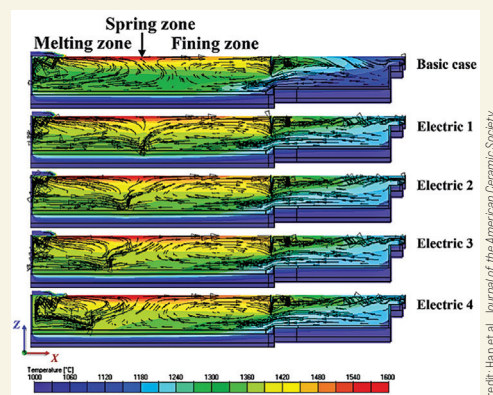 Spring zone
Melting zone
Fining zone
Basic case
Electric 1
Electric 2
Electric 3
Electric 4
Z
X
Temperature [°C]
1000 1060 1120 1180 1240 1300 1360 1420 1480 1540 1600
Credit: Han et al., Journal of the American Ceramic Society